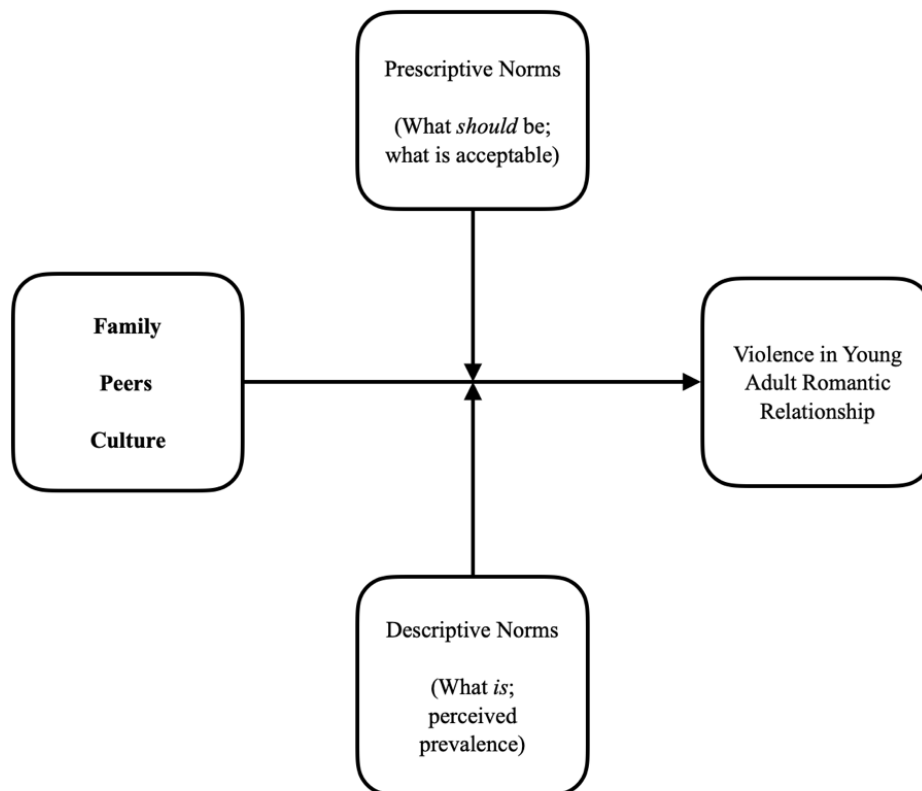 Prescriptive Norms
(What should be;
what is acceptable)
Family
Peers
Culture
Violence in Young
Adult Romantic
Relationship
Descriptive Norms
(What is;
perceived
prevalence)